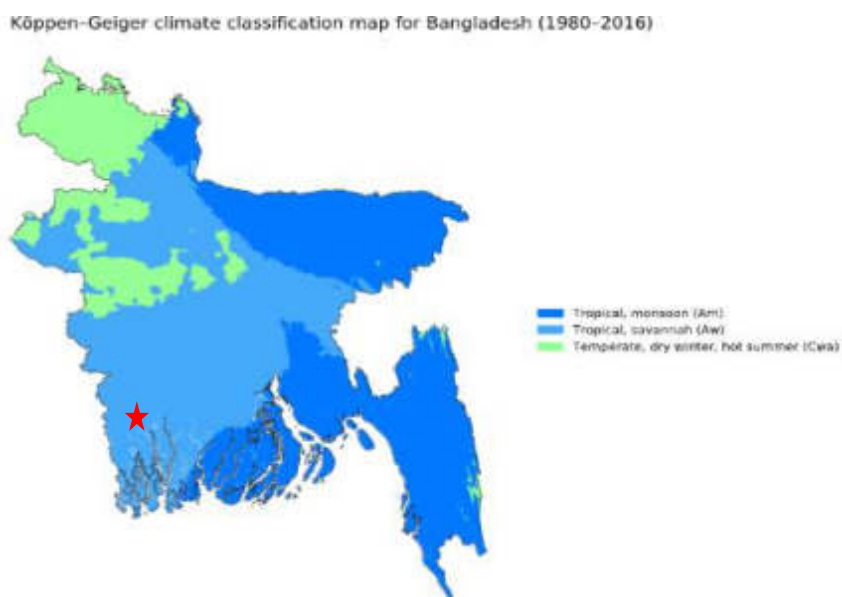 Köppen–Geiger climate classification map for Bangladesh (1980–2016)
Tropical, monsoon (Am)
Tropical, savannah (Aw)
Temperate, dry winter, hot summer (Cwa)